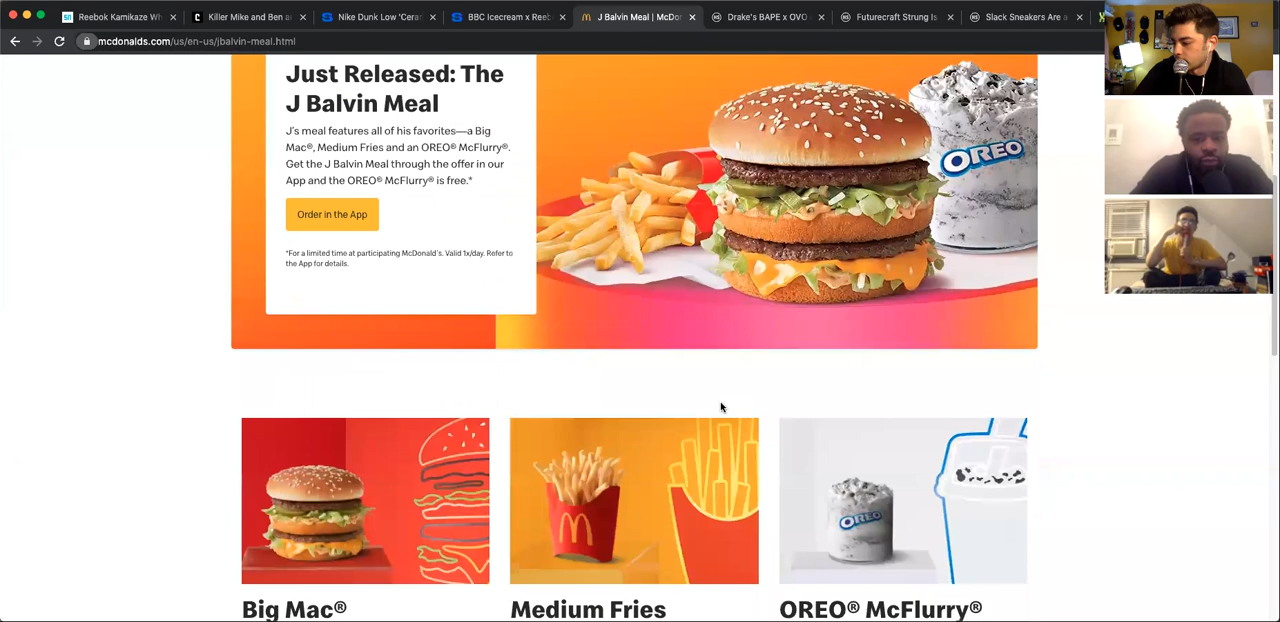 Reebok Kamikaze Wh
Killer Mike and Ben a
Nike Dunk Low 'Ceram
BBC Icecream x Reeb
J Balvin Meal | McDo
Drake's BAPE x OVO
Futurecraft Strung Is
Slack Sneakers Are a
mcdonalds.com/us/en-us/jbalvin-meal.html
Just Released: The
J Balvin Meal
J's meal features all of his favorites—a Big
Mac®, Medium Fries and an OREO® McFlurry®.
Get the J Balvin Meal through the offer in our
App and the OREO® McFlurry® is free.*
Order in the App
*For a limited time at participating McDonald's. Valid 1x/day. Refer to
the App for details.
OREO
OREO
Big Mac®
Medium Fries
OREO® McFlurry®